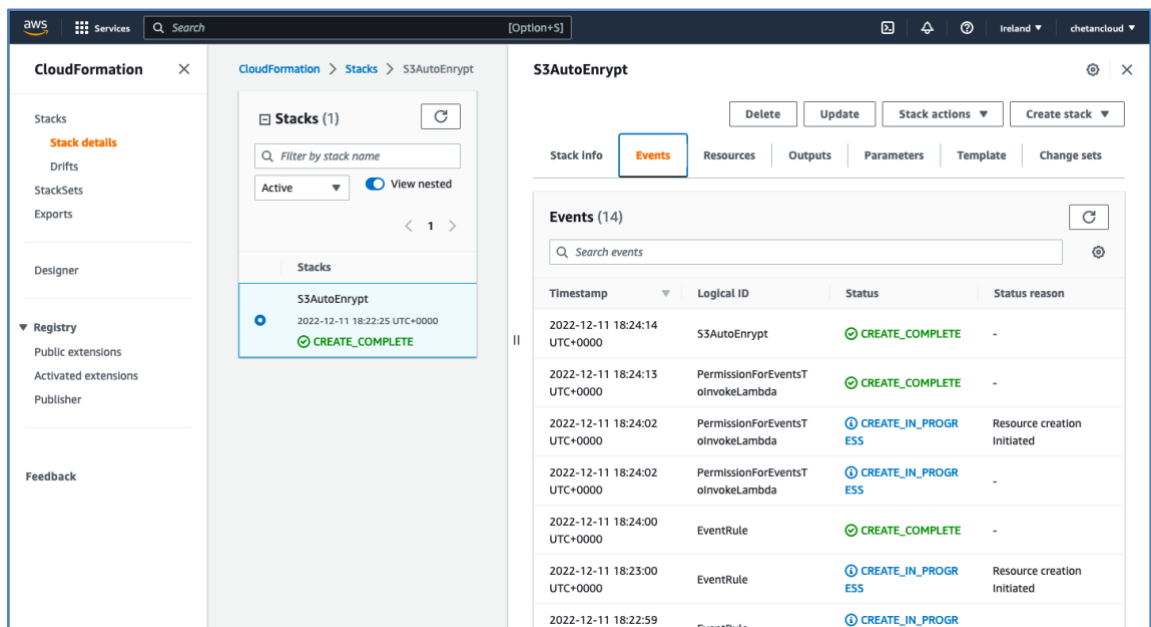 aws Services Search [Option+S] Ireland ▼ chetancloud ▼
CloudFormation
Stacks
Stack details
Drifts
StackSets
Exports
Designer
▼ Registry
Public extensions
Activated extensions
Publisher
Feedback
CloudFormation > Stacks > S3AutoEnrypt
Stacks (1)
Filter by stack name
Active ▼ View nested
< 1 >
Stacks
S3AutoEnrypt
2022-12-11 18:22:25 UTC+0000
CREATE_COMPLETE
S3AutoEnrypt
Delete Update Stack actions ▼ Create stack ▼
Stack info Events Resources Outputs Parameters Template Change sets
Events (14)
Search events
Timestamp ▼ Logical ID Status Status reason
2022-12-11 18:24:14
UTC+0000
S3AutoEnrypt
CREATE_COMPLETE
-
2022-12-11 18:24:13
UTC+0000
PermissionForEventsT
oInvokeLambda
CREATE_COMPLETE
-
2022-12-11 18:24:02
UTC+0000
PermissionForEventsT
oInvokeLambda
CREATE_IN_PROGR
ESS
Resource creation
Initiated
2022-12-11 18:24:02
UTC+0000
PermissionForEventsT
oInvokeLambda
CREATE_IN_PROGR
ESS
-
2022-12-11 18:24:00
UTC+0000
EventRule
CREATE_COMPLETE
-
2022-12-11 18:23:00
UTC+0000
EventRule
CREATE_IN_PROGR
ESS
Resource creation
Initiated
2022-12-11 18:22:59
CREATE_IN_PROGR